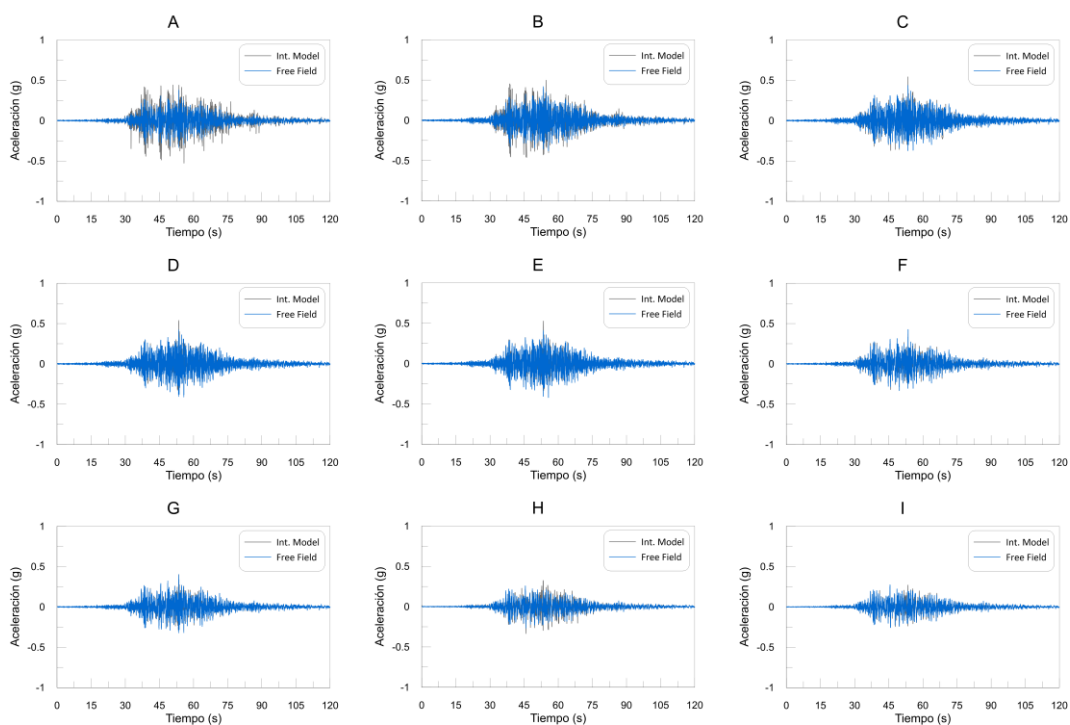 A
B
C
1
0.5
0
-0.5
-1
Aceleración (g)
Int. Model
Free Field
0 15 30 45 60 75 90 105 120
Tiempo (s)
1
0.5
0
-0.5
-1
Aceleración (g)
Int. Model
Free Field
0 15 30 45 60 75 90 105 120
Tiempo (s)
1
0.5
0
-0.5
-1
Aceleración (g)
Int. Model
Free Field
0 15 30 45 60 75 90 105 120
Tiempo (s)
D
E
F
1
0.5
0
-0.5
-1
Aceleración (g)
Int. Model
Free Field
0 15 30 45 60 75 90 105 120
Tiempo (s)
1
0.5
0
-0.5
-1
Aceleración (g)
Int. Model
Free Field
0 15 30 45 60 75 90 105 120
Tiempo (s)
1
0.5
0
-0.5
-1
Aceleración (g)
Int. Model
Free Field
0 15 30 45 60 75 90 105 120
Tiempo (s)
G
H
I
1
0.5
0
-0.5
-1
Aceleración (g)
Int. Model
Free Field
0 15 30 45 60 75 90 105 120
Tiempo (s)
1
0.5
0
-0.5
-1
Aceleración (g)
Int. Model
Free Field
0 15 30 45 60 75 90 105 120
Tiempo (s)
1
0.5
0
-0.5
-1
Aceleración (g)
Int. Model
Free Field
0 15 30 45 60 75 90 105 120
Tiempo (s)